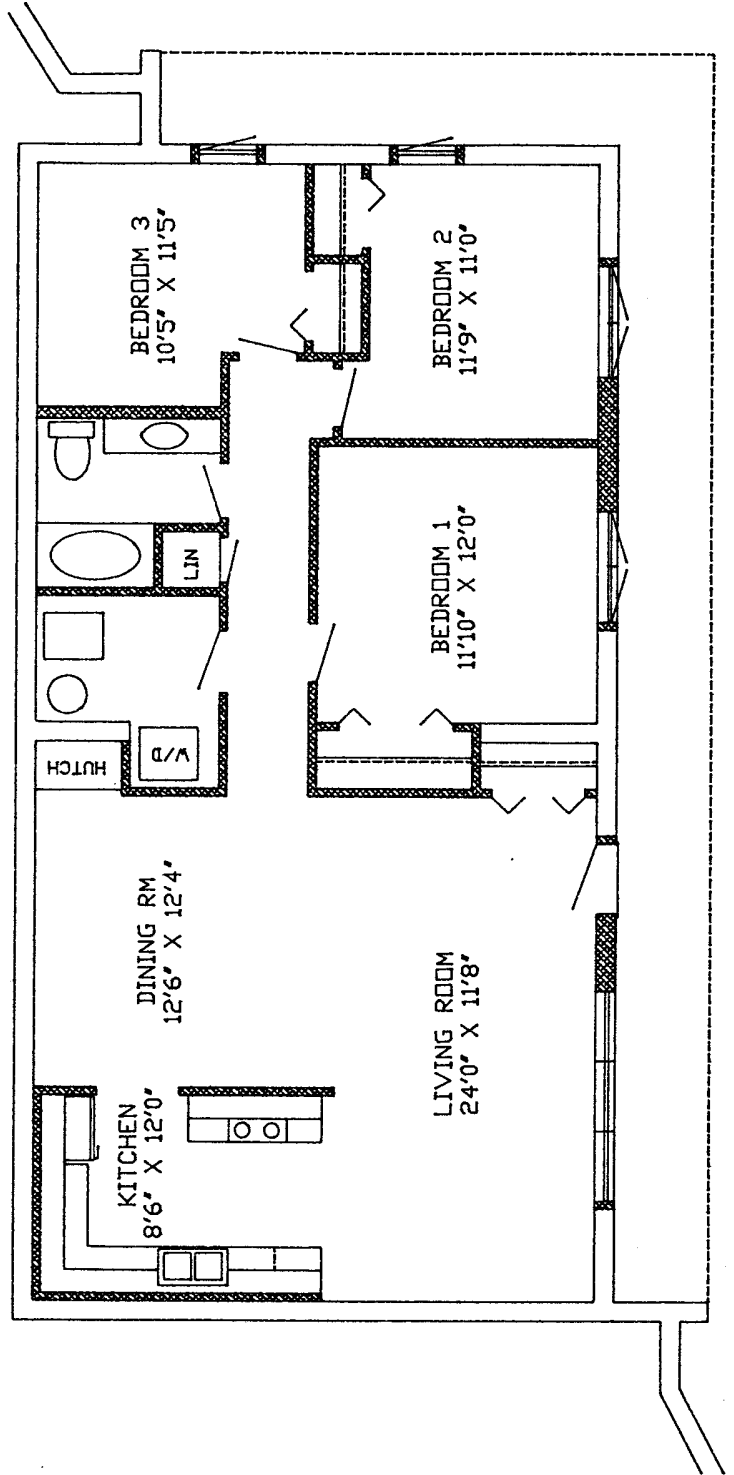 BEDROOM 3
10'5" X 11'5"
BEDROOM 2
11'9" X 11'0"
LIN
BEDROOM 1
11'10" X 12'0"
W/D
HUTCH
DINING RM
12'6" X 12'4"
LIVING ROOM
24'0" X 11'8"
KITCHEN
8'6" X 12'0"